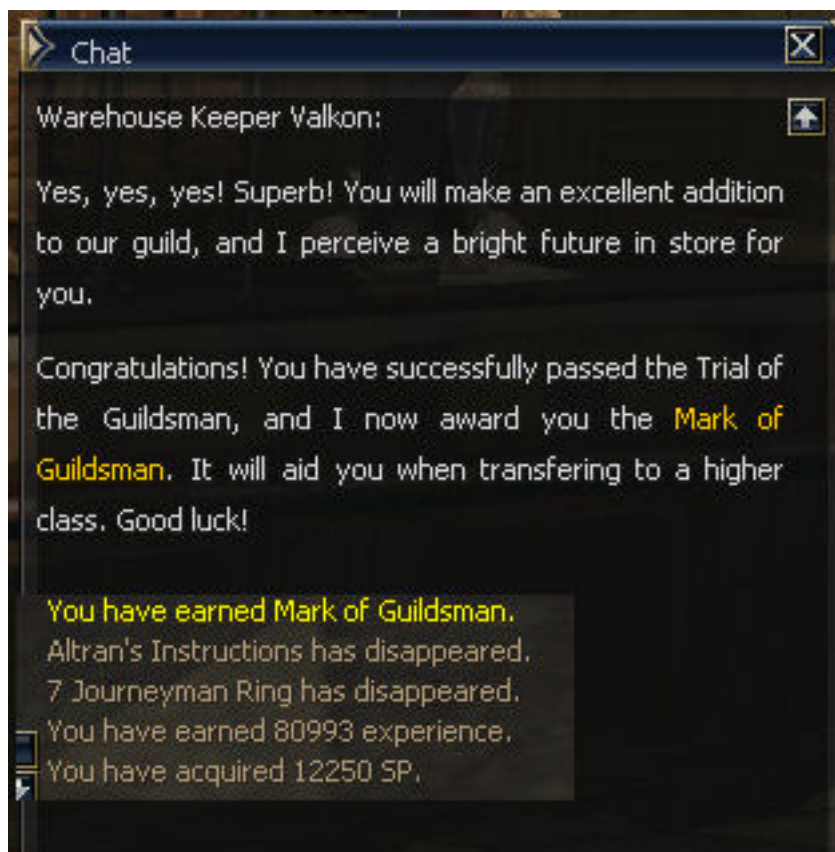 Chat
Warehouse Keeper Valkon:
Yes, yes, yes! Superb! You will make an excellent addition
to our guild, and I perceive a bright future in store for
you.
Congratulations! You have successfully passed the Trial of
the Guildsman, and I now award you the Mark of
Guildsman. It will aid you when transfering to a higher
class. Good luck!
You have earned Mark of Guildsman.
Altran's Instructions has disappeared.
7 Journeyman Ring has disappeared.
You have earned 80993 experience.
You have acquired 12250 SP.